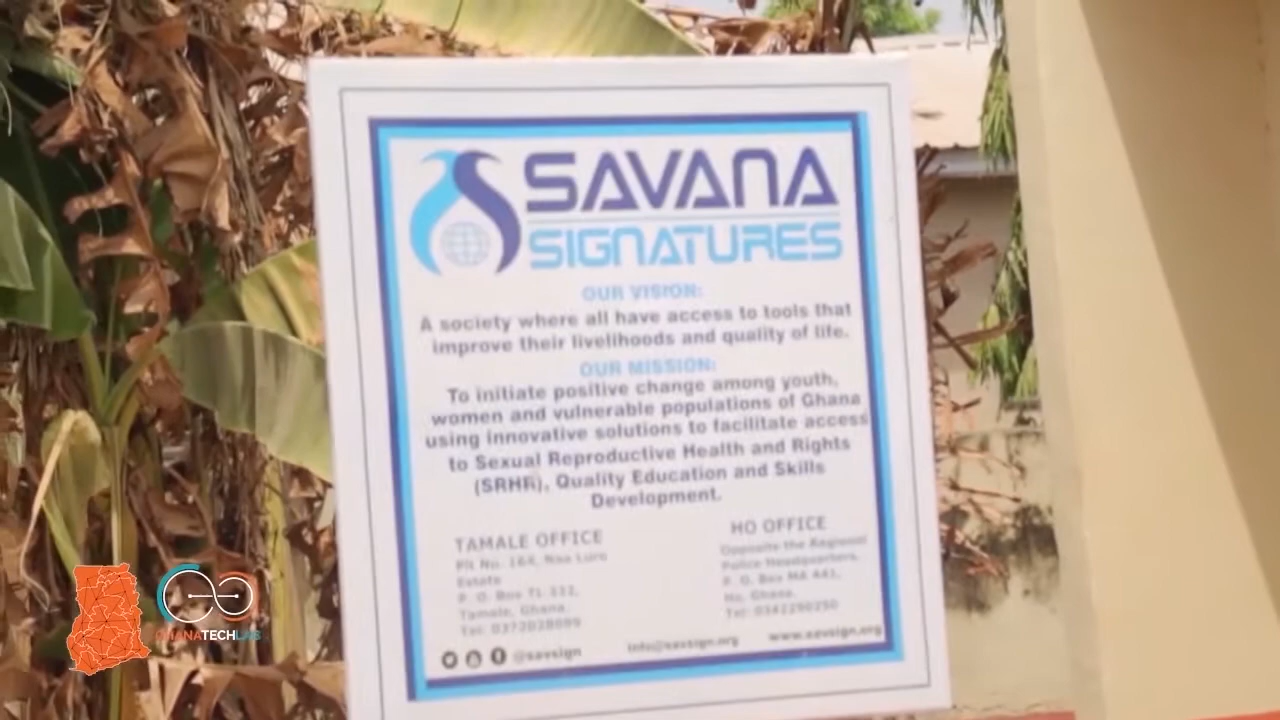 SAVANA
SIGNATURES
OUR VISION:
A society where all have access to tools that
improve their livelihoods and quality of life.
OUR MISSION:
To initiate positive change among youth,
women and vulnerable populations of Ghana
using innovative solutions to facilitate access
to Sexual Reproductive Health and Rights
(SRHR), Quality Education and Skills
Development.
TAMALE OFFICE
Plt No. 164, Naa Luro
Estate
P. O. Box TL
Tamale, Ghana.
Tel:
HO OFFICE
Opposite the Regional
Police Headquarters.
P. O. Box MA 441,
Ho, Ghana.
Tel: 0362290250
@savsign
info@savsign.org
www.savsign.org
GHANATECHLAB